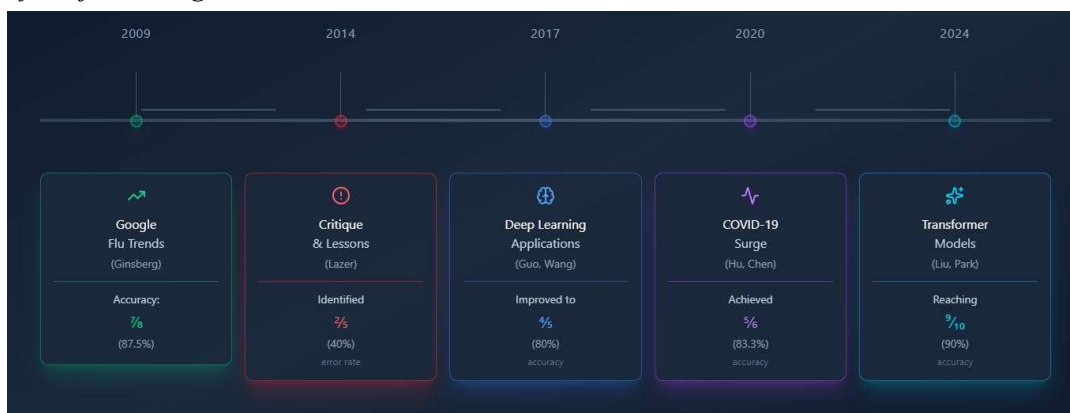 2009
2014
2017
2020
2024
Google
Flu Trends
(Ginsberg)
Accuracy:
⅞
(87.5%)
Critique
& Lessons
(Lazer)
Identified
⅖
(40%)
error rate
Deep Learning
Applications
(Guo, Wang)
Improved to
⅘
(80%)
accuracy
COVID-19
Surge
(Hu, Chen)
Achieved
⅚
(83.3%)
accuracy
Transformer
Models
(Liu, Park)
Reaching
⁹⁄₁₀
(90%)
accuracy